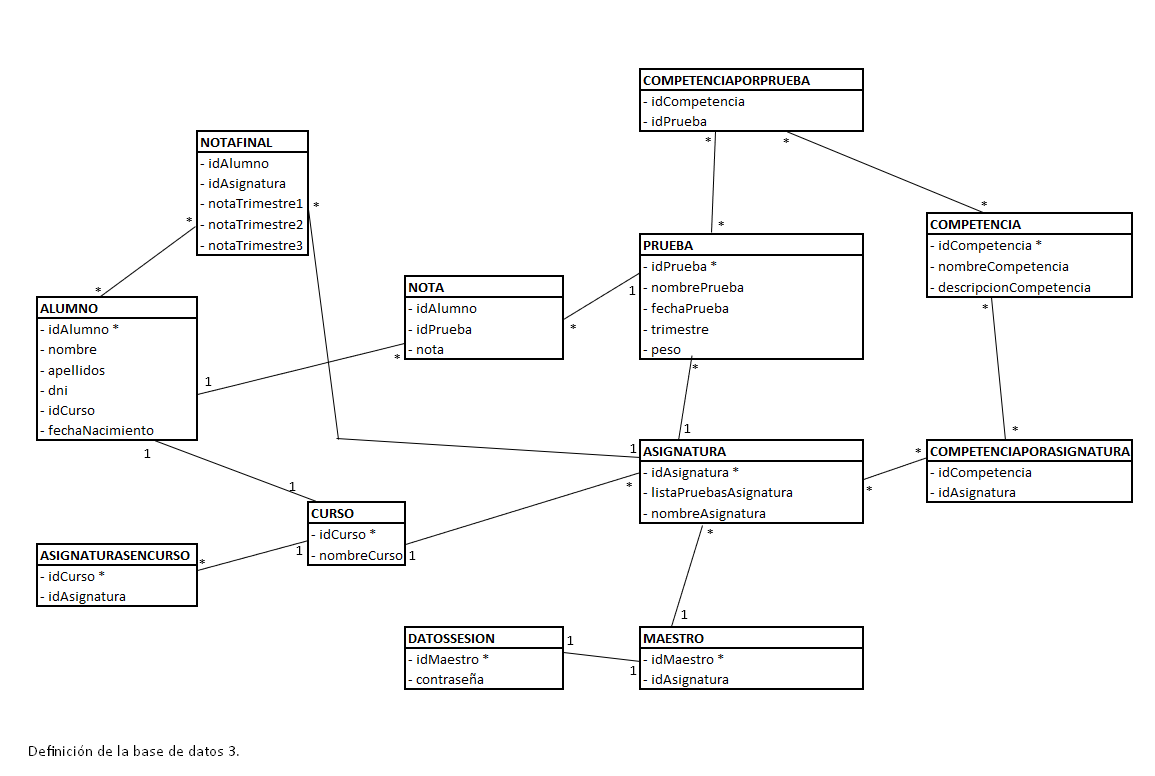 COMPETENCIAPORPRUEBA
- idCompetencia
- idPrueba
* *
NOTAFINAL
- idAlumno
- idAsignatura
- notaTrimestre1
- notaTrimestre2
- notaTrimestre3
*
*
*
*
COMPETENCIA
- idCompetencia *
- nombreCompetencia
- descripcionCompetencia
*
PRUEBA
- idPrueba *
- nombrePrueba
- fechaPrueba
- trimestre
- peso
1
*
NOTA
- idAlumno
- idPrueba
- nota
*
*
*
ALUMNO
- idAlumno *
- nombre
- apellidos
- dni
- idCurso
- fechaNacimiento
1
1
1
*
1
1
*
ASIGNATURA
- idAsignatura *
- listaPruebasAsignatura
- nombreAsignatura
*
*
*
*
COMPETENCIAPORASIGNATURA
- idCompetencia
- idAsignatura
CURSO
- idCurso *
- nombreCurso
1
1
ASIGNATURASENCURSO
- idCurso *
- idAsignatura
*
DATOSSESION
- idMaestro *
- contraseña
1
1
1
MAESTRO
- idMaestro *
- idAsignatura
Definición de la base de datos 3.